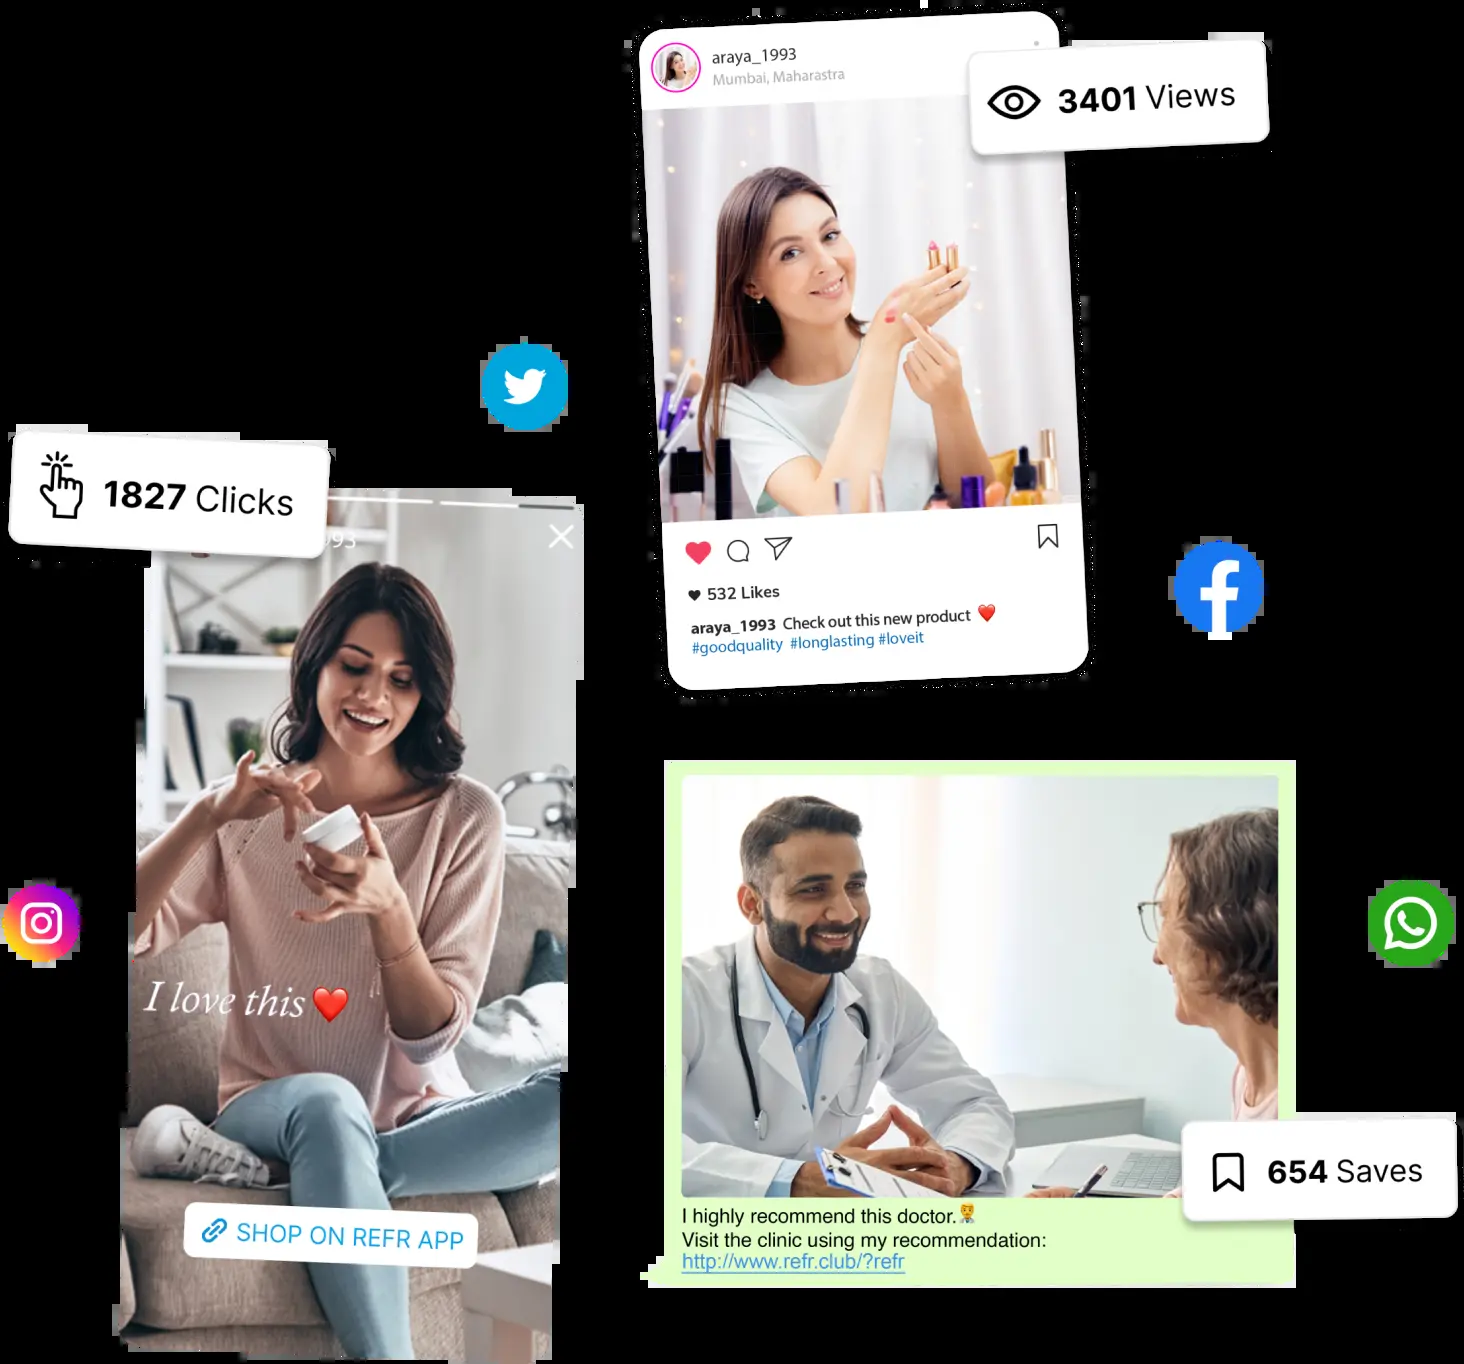 araya_1993
Mumbai, Maharastra
3401 Views
532 Likes
araya_1993 Check out this new product ❤️
#goodquality #longlasting #loveit
1827 Clicks
93
I love this ❤️
SHOP ON REFR APP
I highly recommend this doctor. 👨‍⚕️
Visit the clinic using my recommendation:
http://www.refr.club/?refr
654 Saves